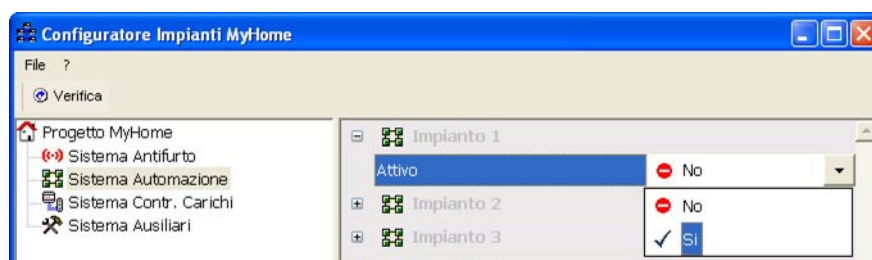 Configuratore Impianti MyHome
File ?
Verifica
Progetto MyHome
Sistema Antifurto
Sistema Automazione
Sistema Contr. Carichi
Sistema Ausiliari
Impianto 1
Attivo No
Impianto 2
Impianto 3
No
Si